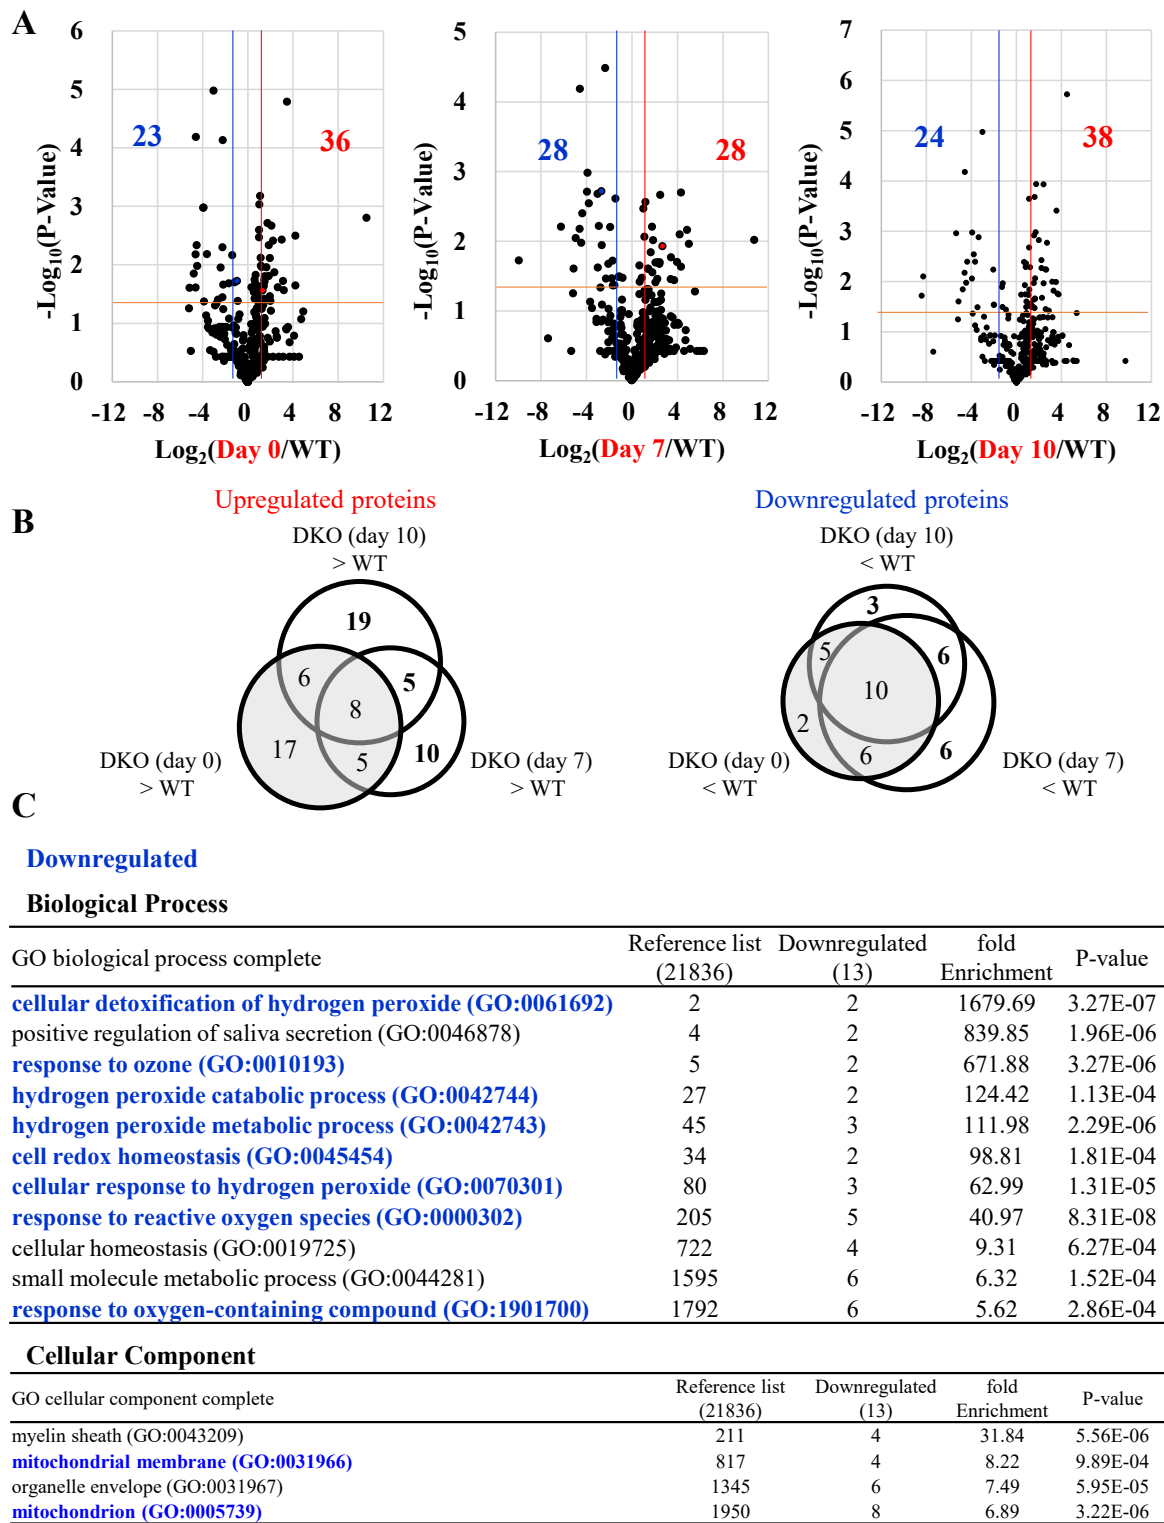 A
6
5
4
3
2
1
0
-Log10(P-Value)
23
36
-12
-8
-4
0
4
8
12
Log2(Day 0/WT)
5
4
3
2
1
0
-Log10(P-Value)
28
28
-12
-8
-4
0
4
8
12
Log2(Day 7/WT)
7
6
5
4
3
2
1
0
-Log10(P-Value)
24
38
-12
-8
-4
0
4
8
12
Log2(Day 10/WT)
B
Upregulated proteins
DKO (day 10)
> WT
19
6
5
8
17
5
10
DKO (day 0)
> WT
DKO (day 7)
> WT
Downregulated proteins
DKO (day 10)
< WT
3
5
6
10
2
6
6
DKO (day 0)
< WT
DKO (day 7)
< WT
C
Downregulated
Biological Process
GO biological process complete Reference list (21836) Downregulated (13) fold Enrichment P-value
cellular detoxification of hydrogen peroxide (GO:0061692) 2 2 1679.69 3.27E-07
positive regulation of saliva secretion (GO:0046878) 4 2 839.85 1.96E-06
response to ozone (GO:0010193) 5 2 671.88 3.27E-06
hydrogen peroxide catabolic process (GO:0042744) 27 2 124.42 1.13E-04
hydrogen peroxide metabolic process (GO:0042743) 45 3 111.98 2.29E-06
cell redox homeostasis (GO:0045454) 34 2 98.81 1.81E-04
cellular response to hydrogen peroxide (GO:0070301) 80 3 62.99 1.31E-05
response to reactive oxygen species (GO:0000302) 205 5 40.97 8.31E-08
cellular homeostasis (GO:0019725) 722 4 9.31 6.27E-04
small molecule metabolic process (GO:0044281) 1595 6 6.32 1.52E-04
response to oxygen-containing compound (GO:1901700) 1792 6 5.62 2.86E-04
Cellular Component
GO cellular component complete Reference list (21836) Downregulated (13) fold Enrichment P-value
myelin sheath (GO:0043209) 211 4 31.84 5.56E-06
mitochondrial membrane (GO:0031966) 817 4 8.22 9.89E-04
organelle envelope (GO:0031967) 1345 6 7.49 5.95E-05
mitochondrion (GO:0005739) 1950 8 6.89 3.22E-06